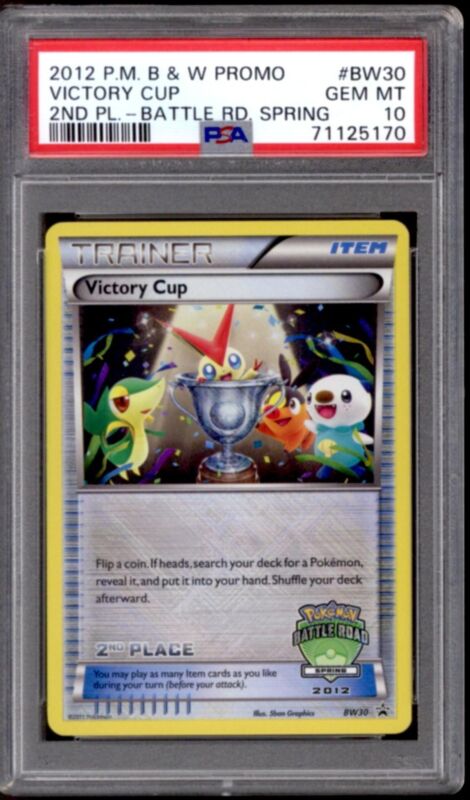 2012 P.M. B & W PROMO #BW30
VICTORY CUP GEM MT
2ND PL.-BATTLE RD. SPRING 10
PSA 71125170
TRAINER ITEM
Victory Cup
Flip a coin. If heads, search your deck for a Pokémon,
reveal it, and put it into your hand. Shuffle your deck
afterward.
Pokémon
BATTLE ROAD
SPRING
2012
2ND PLACE
You may play as many Item cards as you like
during your turn (before your attack).
©2011 Pokémon Illus. 5ban Graphics BW30